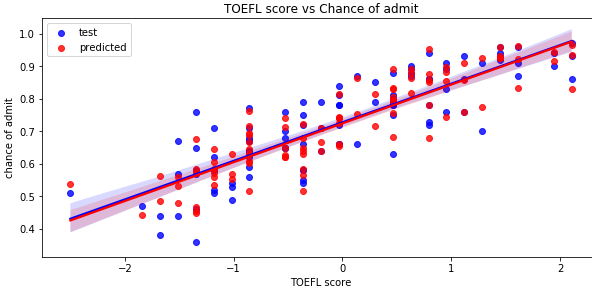 TOEFL score vs Chance of admit
test
predicted
chance of admit
1.0
0.9
0.8
0.7
0.6
0.5
0.4
−2
−1
0
1
2
TOEFL score